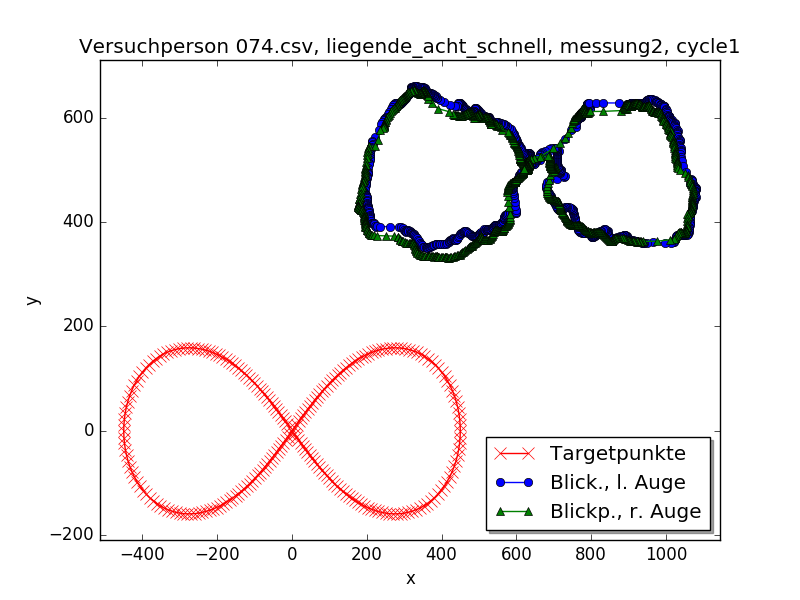 Versuchperson 074.csv, liegende_acht_schnell, messung2, cycle1
y
600
400
200
0
−200
−400
−200
0
200
400
600
800
1000
x
Targetpunkte
Blick., l. Auge
Blickp., r. Auge